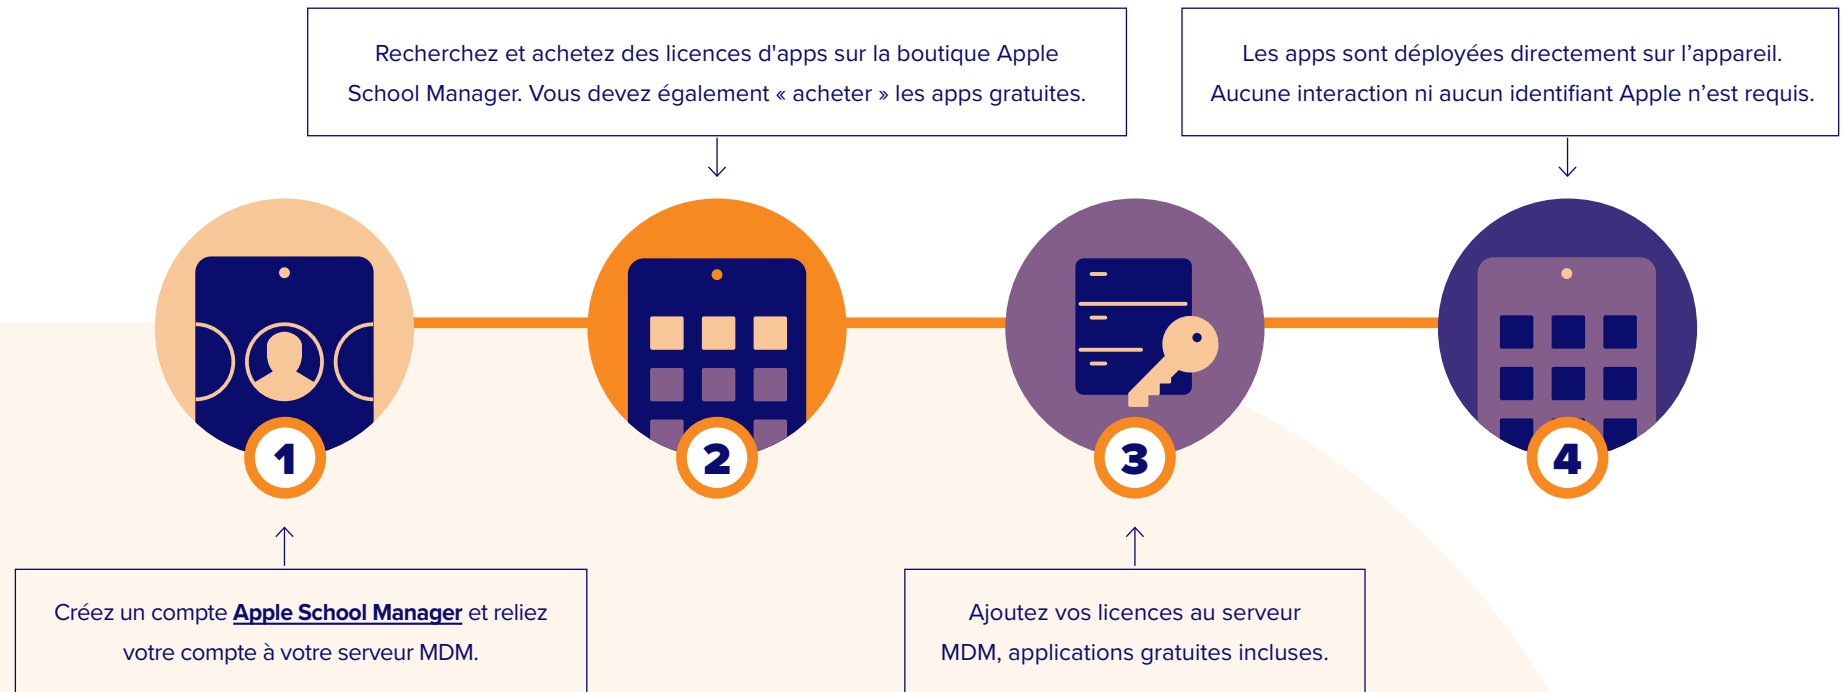 Recherchez et achetez des licences d'apps sur la boutique Apple
School Manager. Vous devez également « acheter » les apps gratuites.
Les apps sont déployées directement sur l’appareil.
Aucune interaction ni aucun identifiant Apple n’est requis.
1
2
3
4
Créez un compte Apple School Manager et reliez
votre compte à votre serveur MDM.
Ajoutez vos licences au serveur
MDM, applications gratuites incluses.